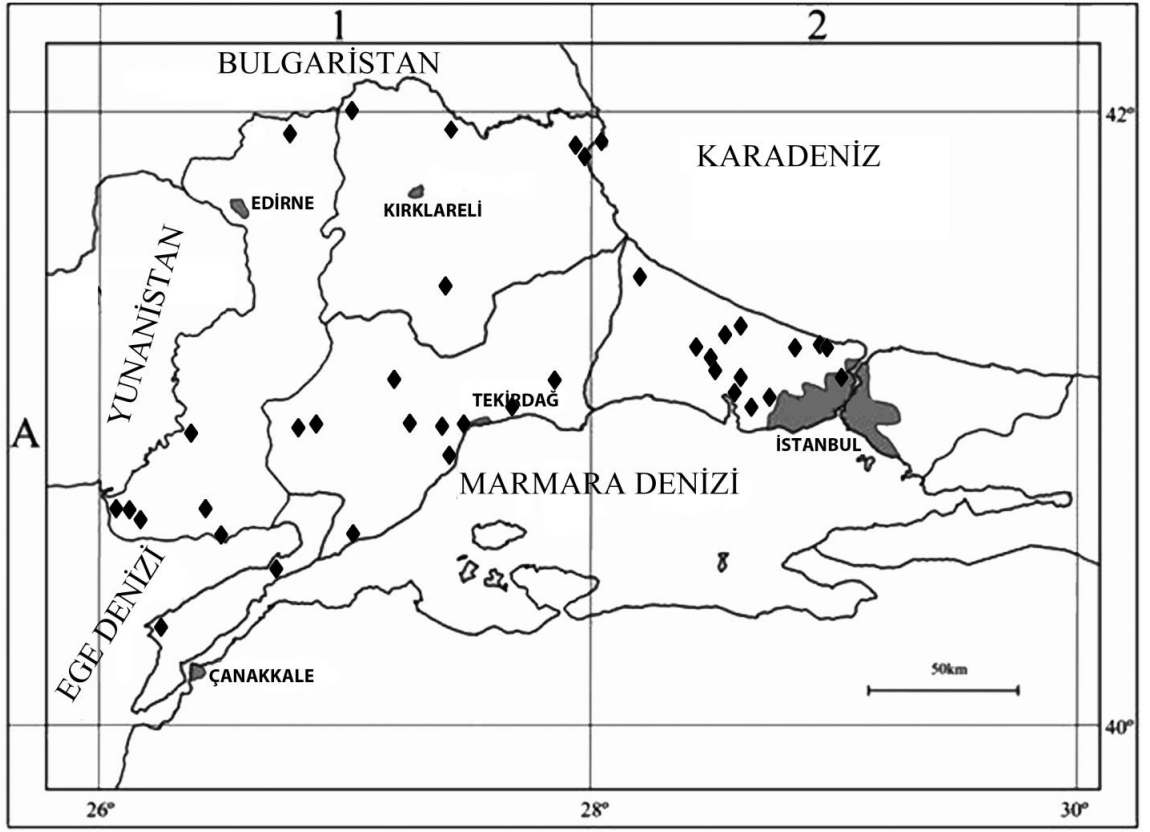 1
2
BULGARİSTAN
42°
KARADENİZ
EDİRNE
KIRKLARELİ
YUNANİSTAN
TEKİRDAĞ
A
İSTANBUL
MARMARA DENİZİ
EGE DENİZİ
ÇANAKKALE
50km
40°
26°
28°
30°